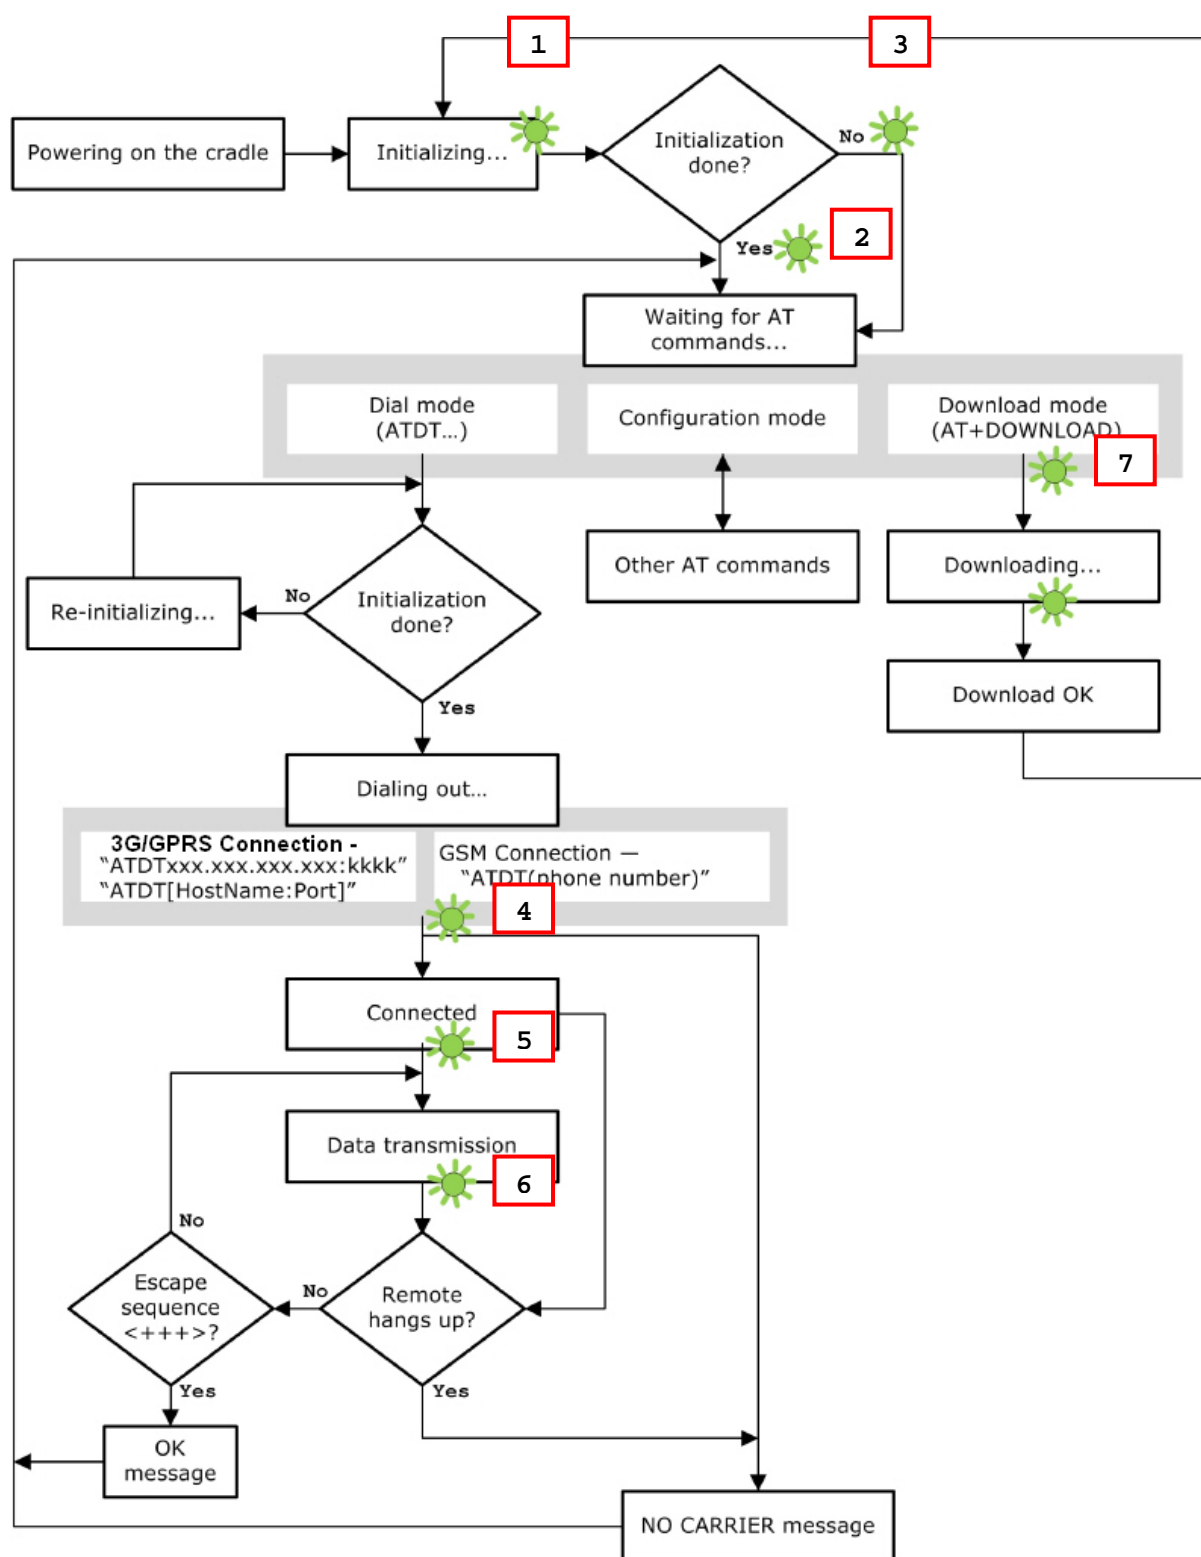 1
3
Powering on the cradle
Initializing...
Initialization
done?
No
Yes
2
Waiting for AT
commands...
Dial mode
(ATDT...)
Configuration mode
Download mode
(AT+DOWNLOAD)
7
Other AT commands
Downloading...
Re-initializing...
No
Initialization
done?
Yes
Download OK
Dialing out...
3G/GPRS Connection -
“ATDTxxx.xxx.xxx.xxx:kkkk”
“ATDT[HostName:Port]”
GSM Connection —
“ATDT(phone number)”
4
Connected
5
Data transmission
6
No
Escape
sequence
<+++>?
No
Remote
hangs up?
Yes
Yes
OK
message
NO CARRIER message